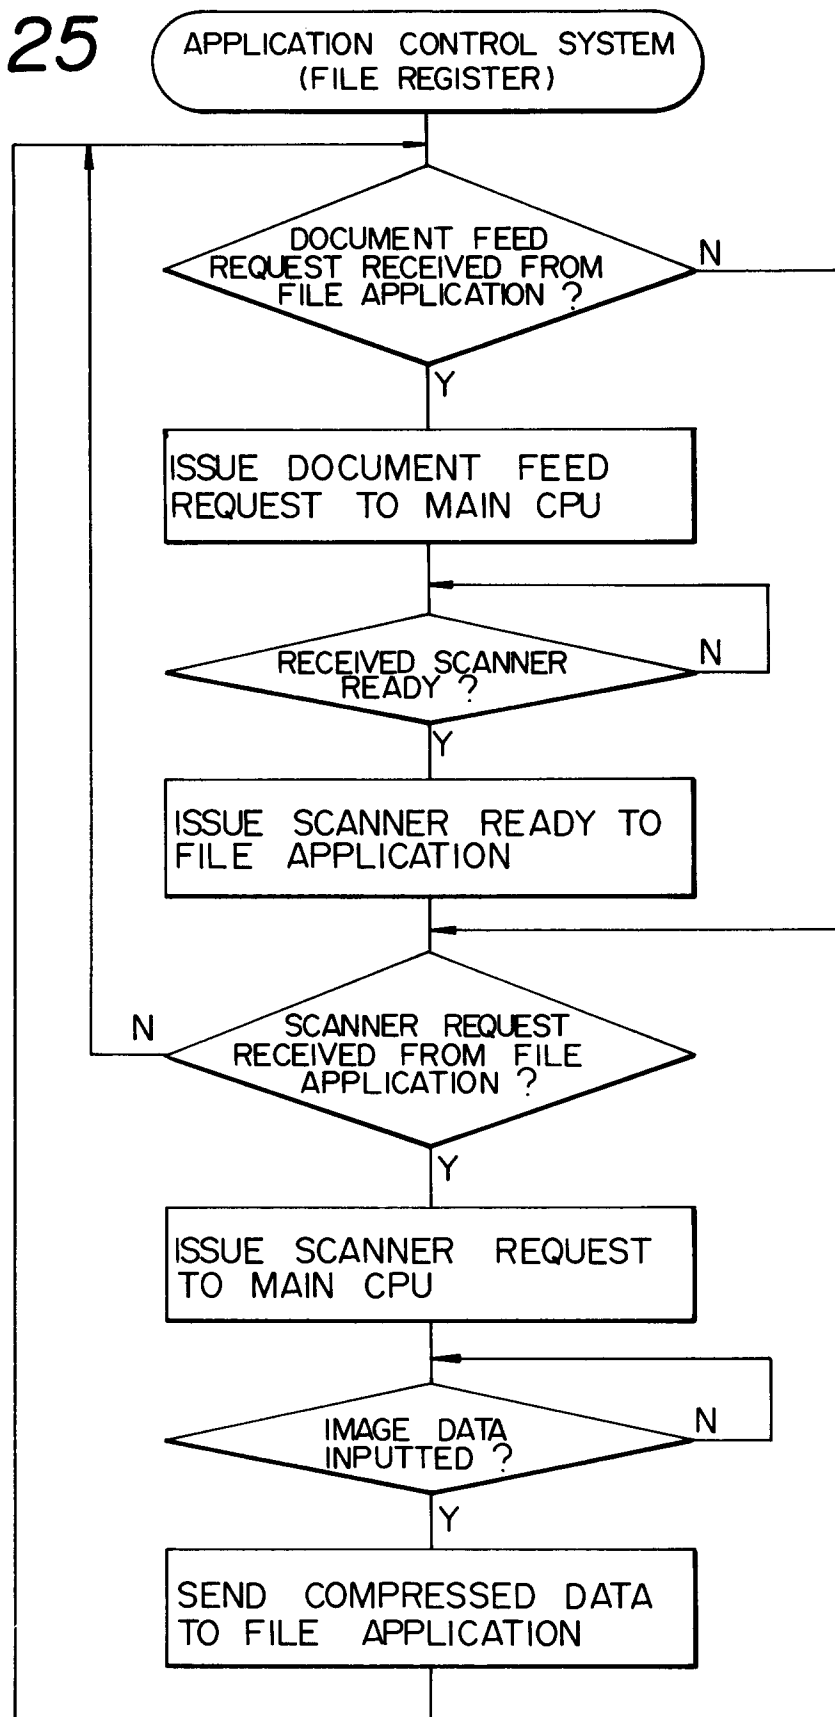 25
APPLICATION CONTROL SYSTEM
(FILE REGISTER)
DOCUMENT FEED
REQUEST RECEIVED FROM
FILE APPLICATION ?
N
Y
ISSUE DOCUMENT FEED
REQUEST TO MAIN CPU
RECEIVED SCANNER
READY ?
N
Y
ISSUE SCANNER READY TO
FILE APPLICATION
N
SCANNER REQUEST
RECEIVED FROM FILE
APPLICATION ?
Y
ISSUE SCANNER REQUEST
TO MAIN CPU
IMAGE DATA
INPUTTED ?
N
Y
SEND COMPRESSED DATA
TO FILE APPLICATION